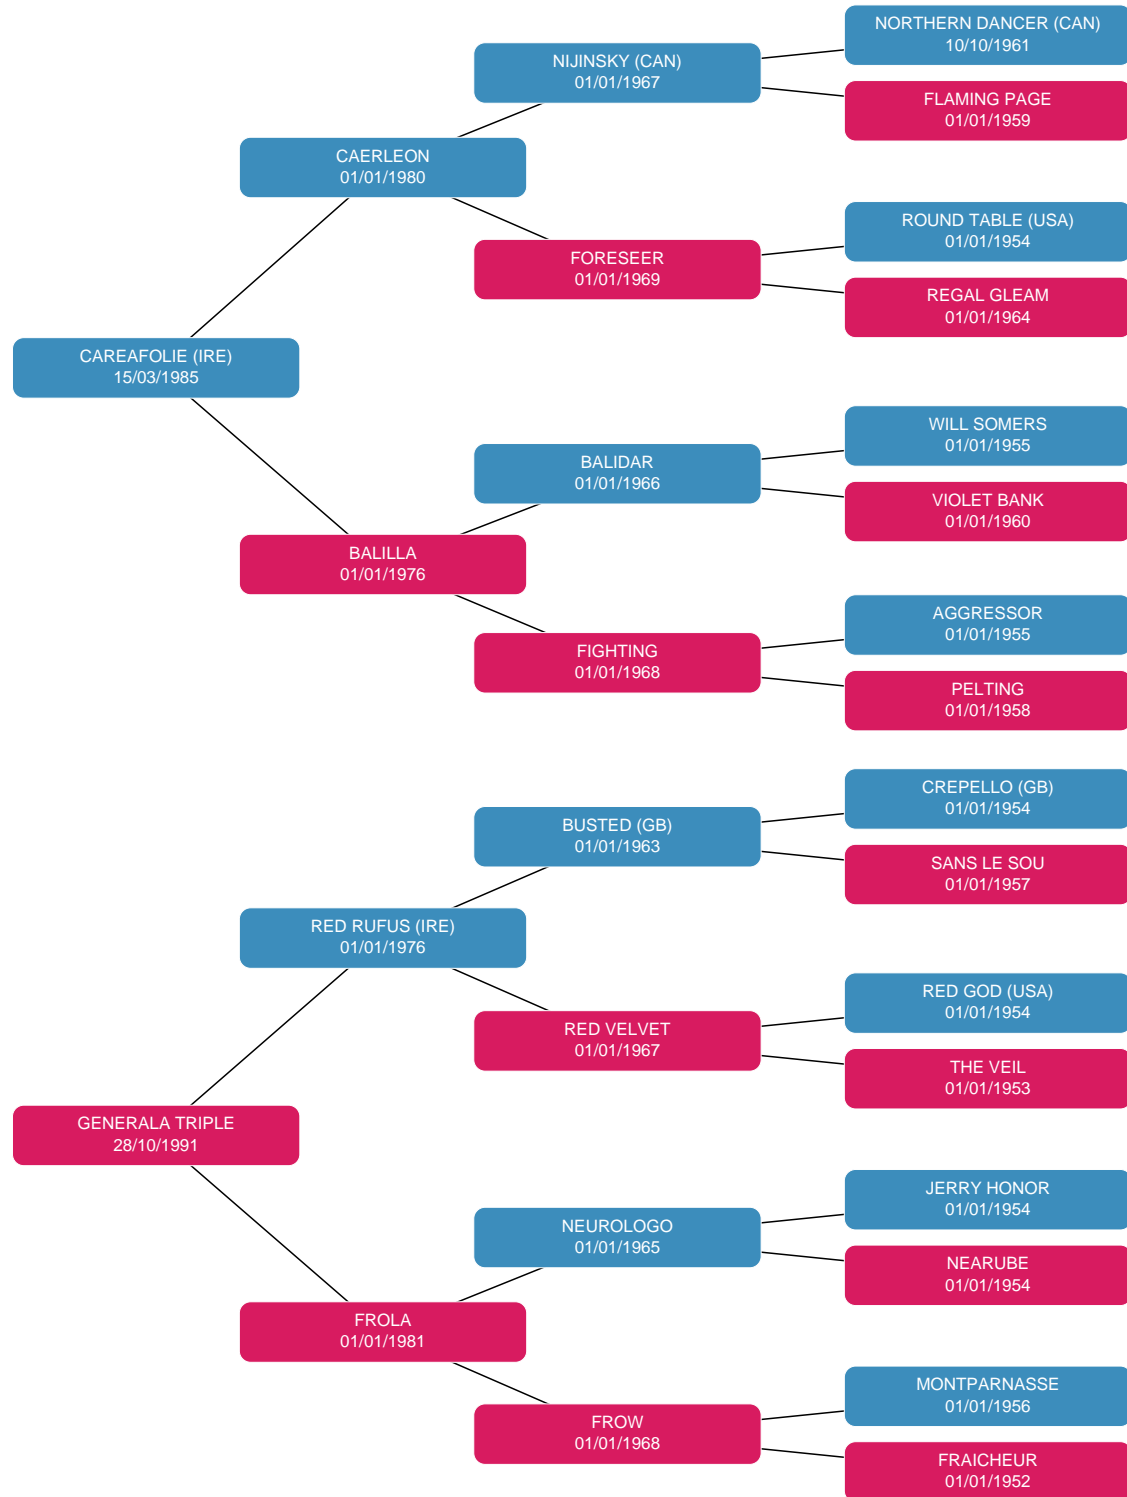 NORTHERN DANCER (CAN)
10/10/1961
NIJINSKY (CAN)
01/01/1967
FLAMING PAGE
01/01/1959
CAERLEON
01/01/1980
ROUND TABLE (USA)
01/01/1954
FORESEER
01/01/1969
REGAL GLEAM
01/01/1964
CAREAFOLIE (IRE)
15/03/1985
WILL SOMERS
01/01/1955
BALIDAR
01/01/1966
VIOLET BANK
01/01/1960
BALILLA
01/01/1976
AGGRESSOR
01/01/1955
FIGHTING
01/01/1968
PELTING
01/01/1958
CREPELLO (GB)
01/01/1954
BUSTED (GB)
01/01/1963
SANS LE SOU
01/01/1957
RED RUFUS (IRE)
01/01/1976
RED GOD (USA)
01/01/1954
RED VELVET
01/01/1967
THE VEIL
01/01/1953
GENERALA TRIPLE
28/10/1991
JERRY HONOR
01/01/1954
NEUROLOGO
01/01/1965
NEARUBE
01/01/1954
FROLA
01/01/1981
MONTPARNASSE
01/01/1956
FROW
01/01/1968
FRAICHEUR
01/01/1952